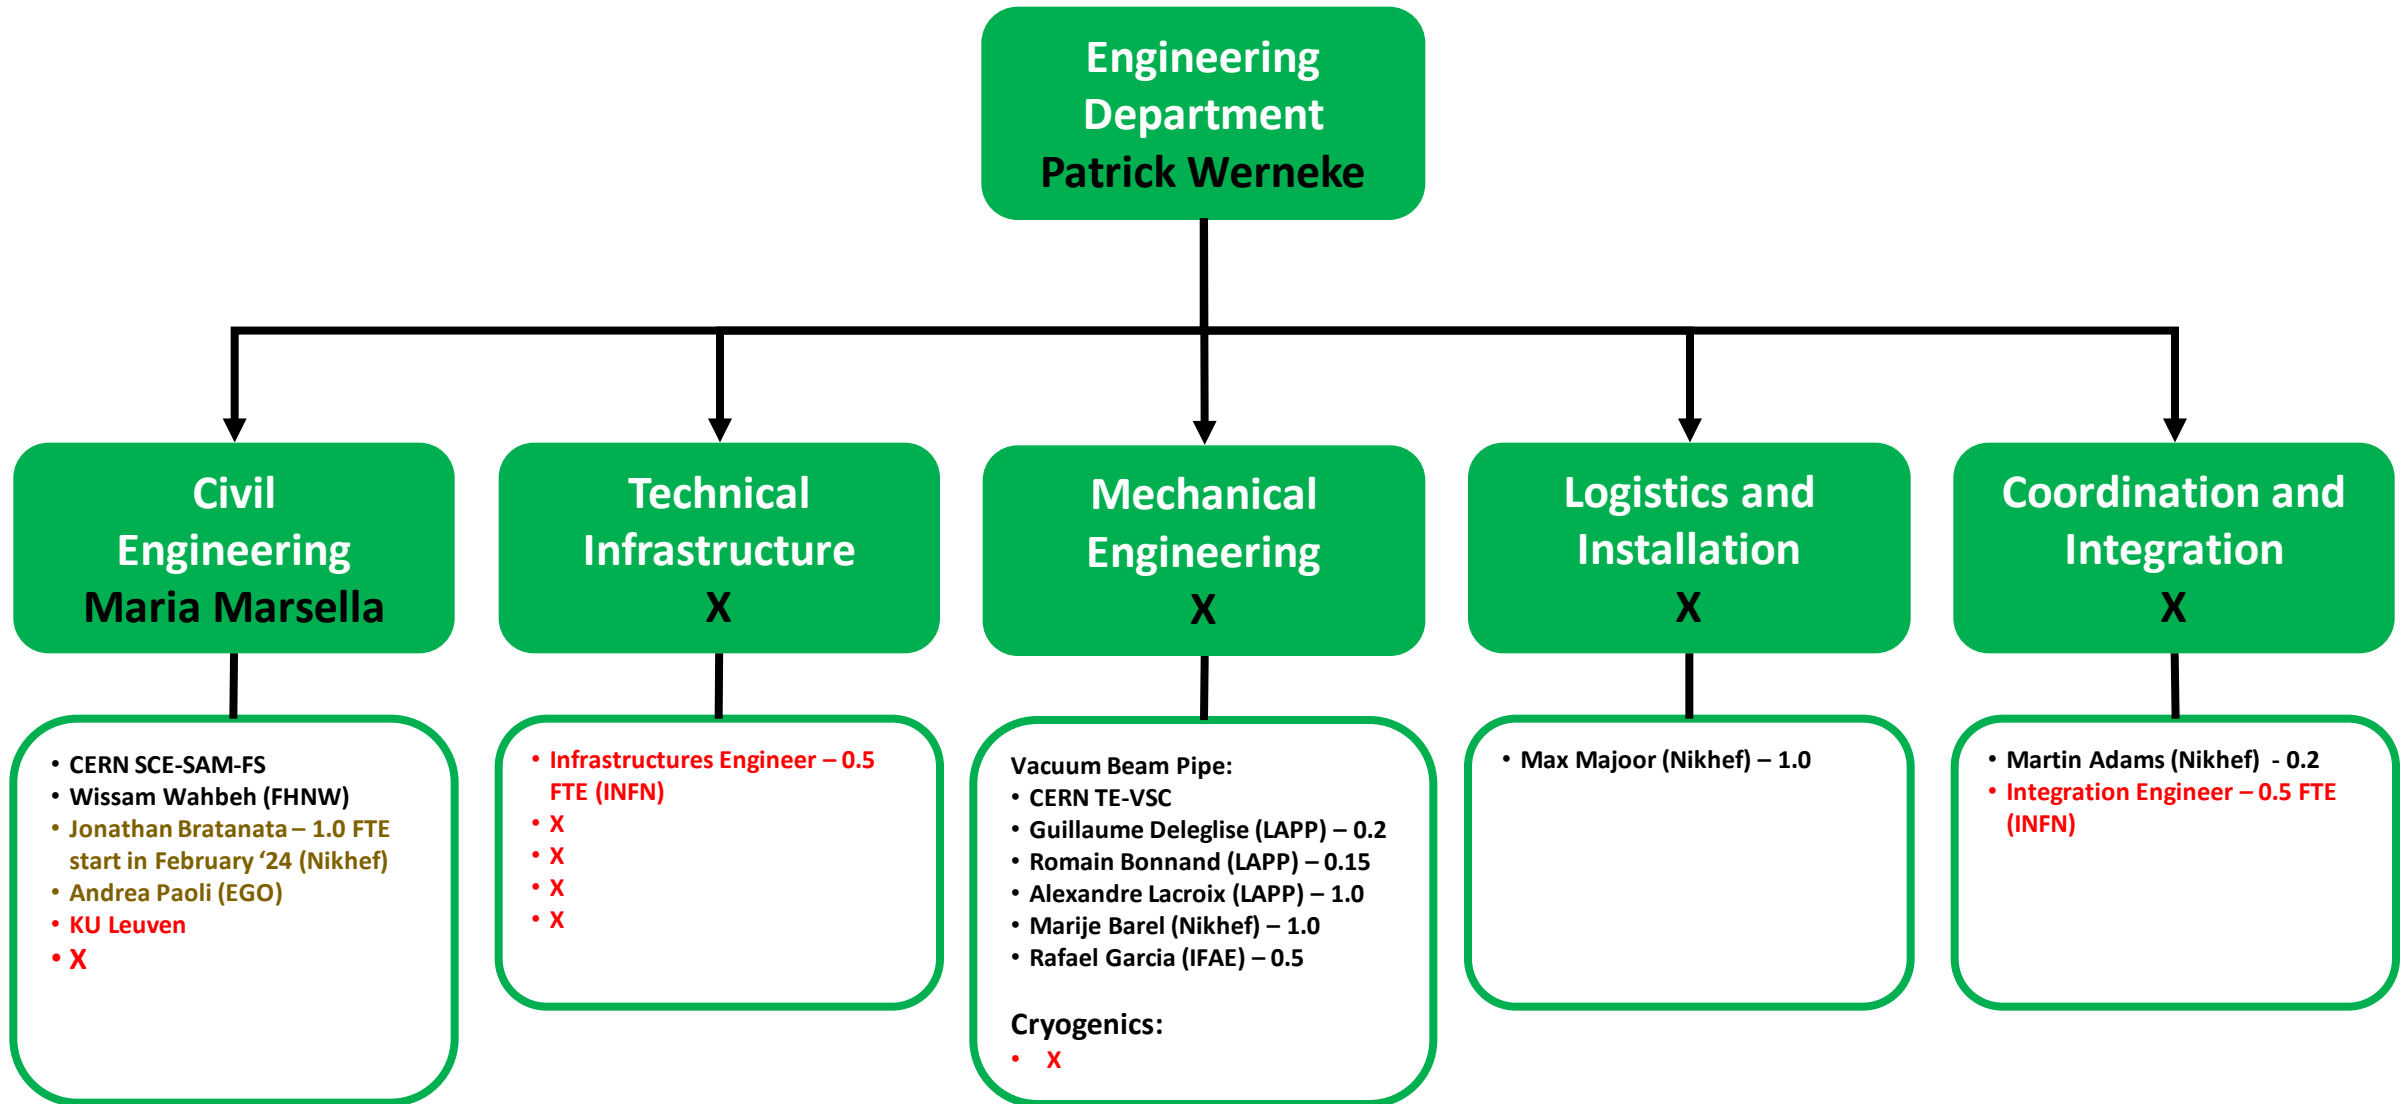 Engineering
Department
Patrick Werneke
Civil
Engineering
Maria Marsella
Technical
Infrastructure
X
Mechanical
Engineering
X
Logistics and
Installation
X
Coordination and
Integration
X
• CERN SCE-SAM-FS
• Wissam Wahbeh (FHNW)
• Jonathan Bratanata – 1.0 FTE
start in February ‘24 (Nikhef)
• Andrea Paoli (EGO)
• KU Leuven
• X
• Infrastructures Engineer – 0.5
FTE (INFN)
• X
• X
• X
• X
Vacuum Beam Pipe:
• CERN TE-VSC
• Guillaume Deleglise (LAPP) – 0.2
• Romain Bonnand (LAPP) – 0.15
• Alexandre Lacroix (LAPP) – 1.0
• Marije Barel (Nikhef) – 1.0
• Rafael Garcia (IFAE) – 0.5
Cryogenics:
• X
• Max Majoor (Nikhef) – 1.0
• Martin Adams (Nikhef)  - 0.2
• Integration Engineer – 0.5 FTE
(INFN)